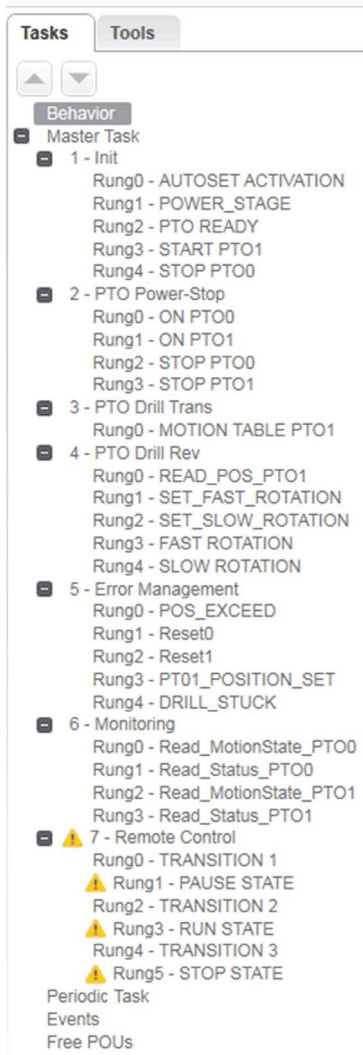 Tasks Tools
Behavior
Master Task
1 - Init
Rung0 - AUTOSET ACTIVATION
Rung1 - POWER_STAGE
Rung2 - PTO READY
Rung3 - START PTO1
Rung4 - STOP PTO0
2 - PTO Power-Stop
Rung0 - ON PTO0
Rung1 - ON PTO1
Rung2 - STOP PTO0
Rung3 - STOP PTO1
3 - PTO Drill Trans
Rung0 - MOTION TABLE PTO1
4 - PTO Drill Rev
Rung0 - READ_POS_PTO1
Rung1 - SET_FAST_ROTATION
Rung2 - SET_SLOW_ROTATION
Rung3 - FAST ROTATION
Rung4 - SLOW ROTATION
5 - Error Management
Rung0 - POS_EXCEED
Rung1 - Reset0
Rung2 - Reset1
Rung3 - PT01_POSITION_SET
Rung4 - DRILL_STUCK
6 - Monitoring
Rung0 - Read_MotionState_PTO0
Rung1 - Read_Status_PTO0
Rung2 - Read_MotionState_PTO1
Rung3 - Read_Status_PTO1
7 - Remote Control
Rung0 - TRANSITION 1
Rung1 - PAUSE STATE
Rung2 - TRANSITION 2
Rung3 - RUN STATE
Rung4 - TRANSITION 3
Rung5 - STOP STATE
Periodic Task
Events
Free POUs